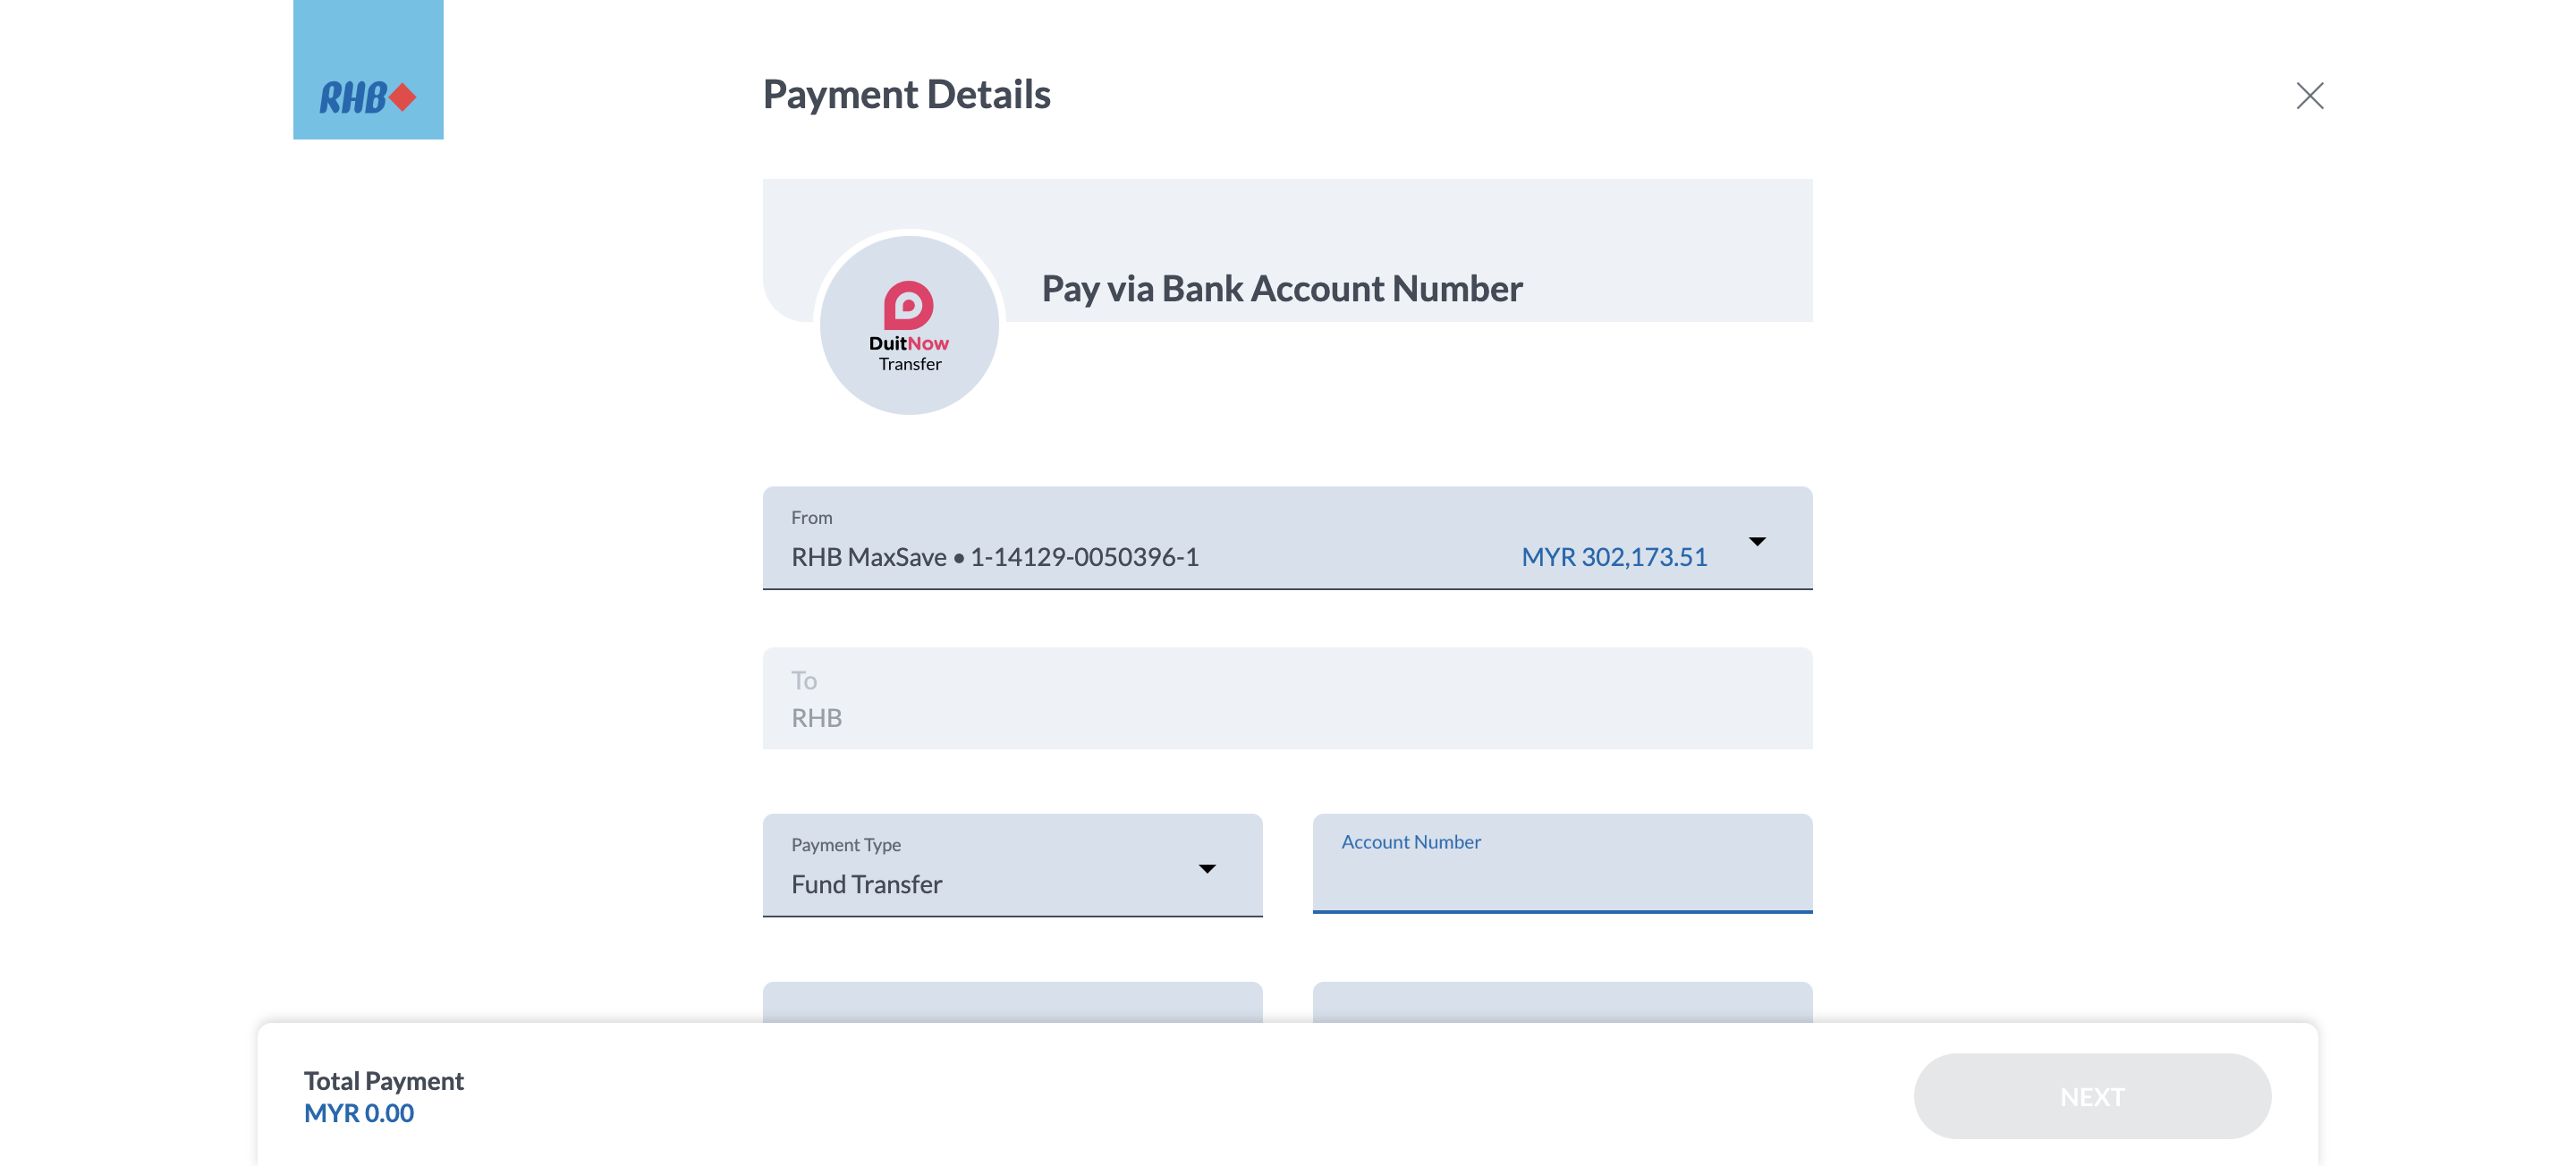 RHB
Payment Details
Pay via Bank Account Number
DuitNow
Transfer
From
RHB MaxSave • 1-14129-0050396-1 MYR 302,173.51
To
RHB
Payment Type
Fund Transfer
Account Number
Total Payment
MYR 0.00
NEXT